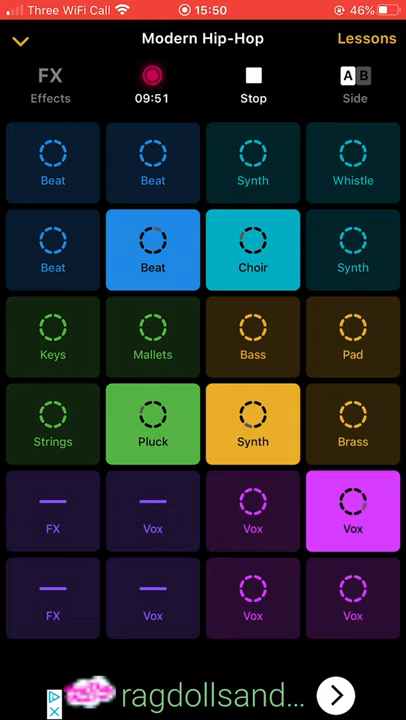 Three WiFi Call 15:50 46%
Modern Hip-Hop Lessons
FX A B
Effects 09:51 Stop Side
Beat Beat Synth Whistle
Beat Beat Choir Synth
Keys Mallets Bass Pad
Strings Pluck Synth Brass
FX Vox Vox Vox
FX Vox Vox Vox
ragdollsand...